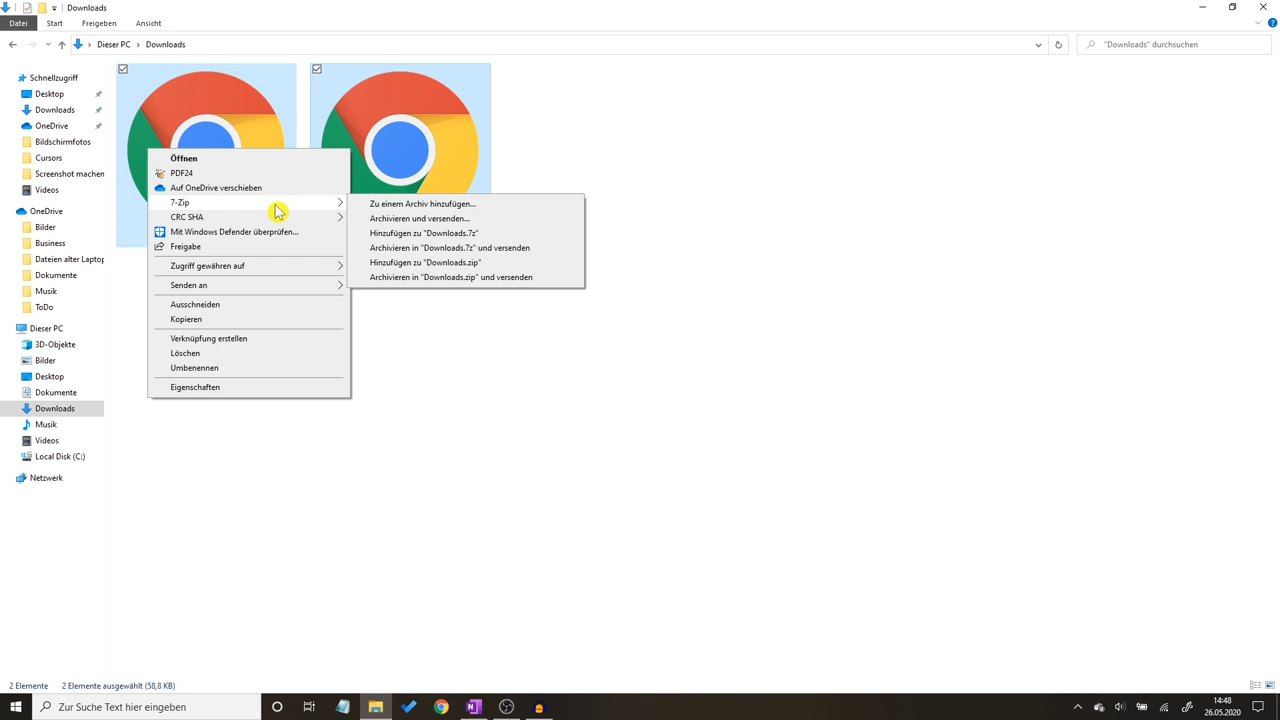 Downloads
Datei Start Freigeben Ansicht
Dieser PC Downloads
"Downloads" durchsuchen
Schnellzugriff
Desktop
Downloads
OneDrive
Bildschirmfotos
Cursors
Screenshot machen
Videos
OneDrive
Bilder
Business
Dateien alter Laptop
Dokumente
Musik
ToDo
Dieser PC
3D-Objekte
Bilder
Desktop
Dokumente
Downloads
Musik
Videos
Local Disk (C:)
Netzwerk
Öffnen
PDF24
Auf OneDrive verschieben
7-Zip
CRC SHA
Mit Windows Defender überprüfen...
Freigabe
Zugriff gewähren auf
Senden an
Ausschneiden
Kopieren
Verknüpfung erstellen
Löschen
Umbenennen
Eigenschaften
Zu einem Archiv hinzufügen...
Archivieren und versenden...
Hinzufügen zu "Downloads.7z"
Archivieren in "Downloads.7z" und versenden
Hinzufügen zu "Downloads.zip"
Archivieren in "Downloads.zip" und versenden
2 Elemente 2 Elemente ausgewählt (58,8 KB)
Zur Suche Text hier eingeben
14:48
26.05.2020